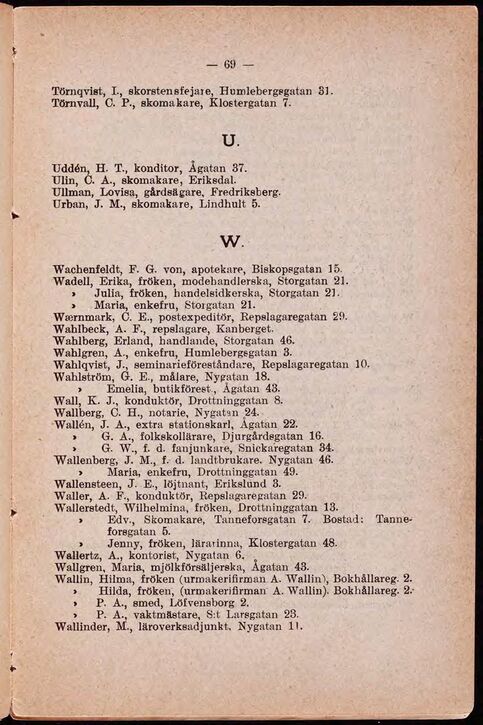 — 69 —
Törnqvist, I., skorstensfejare, Humlebergsgatan 31.
Törnvall, C. P., skomakare, Klostergatan 7.
U.
Uddén, H. T., konditor, Ågatan 37.
Ulin, C. A., skomakare, Eriksdal.
Ullman, Lovisa, gårdsägare, Fredriksberg.
Urban, J. M., skomakare, Lindhult 5.
W.
Wachenfeldt, F. G. von, apotekare, Biskopsgatan 15.
Wadell, Erika, fröken, modehandlerska, Storgatan 21.
» Julia, fröken, handelsidkerska, Storgatan 21.
» Maria, enkefru, Storgatan 21.
Wærnmark, C. E., postexpeditör, Repslagaregatan 29.
Wahlbeck, A. F., repslagare, Kanberget.
Wahlberg, Erland, handlande, Storgatan 46.
Wahlgren, A., enkefru, Humlebergsgatan 3.
Wahlqvist, J., seminarieföreståndare, Repslagaregatan 10.
Wahlström, G. E., målare, Nygatan 18.
» Emelia, butikförest., Ågatan 43.
Wall, K. J., konduktör, Drottninggatan 8.
Wallberg, C. H., notarie, Nygatan 24.
Wallén, J. A., extra stationskarl, Ågatan 22.
» G. A., folkskollärare, Djurgårdsgatan 16.
» G. W., f. d. fanjunkare, Snickaregatan 34.
Wallenberg, J. M., f. d. landtbrukare. Nygatan 46.
» Maria, enkefru, Drottninggatan 49.
Wallensteen, J. E., löjtnant, Erikslund 3.
Waller, A. F., konduktör, Repslagaregatan 29.
Wallerstedt, Wilhelmina, fröken, Drottninggatan 13.
» Edv., Skomakare, Tanneforsgatan 7. Bostad: Tanne-
forsgatan 5.
» Jenny, fröken, lärarinna, Klostergatan 48.
Wallertz, A., kontorist, Nygatan 6.
Wallgren, Maria, mjölkförsäljerska, Ågatan 43.
Wallin, Hilma, fröken (urmakerifirman A. Wallin), Bokhållareg. 2.
» Hilda, fröken, (urmakerifirman A. Wallin). Bokhållareg. 2.
» P. A., smed, Löfvensborg 2.
» P. A., vaktmästare, S:t Larsgatan 23.
Wallinder, M., läroverksadjunkt. Nygatan 11.